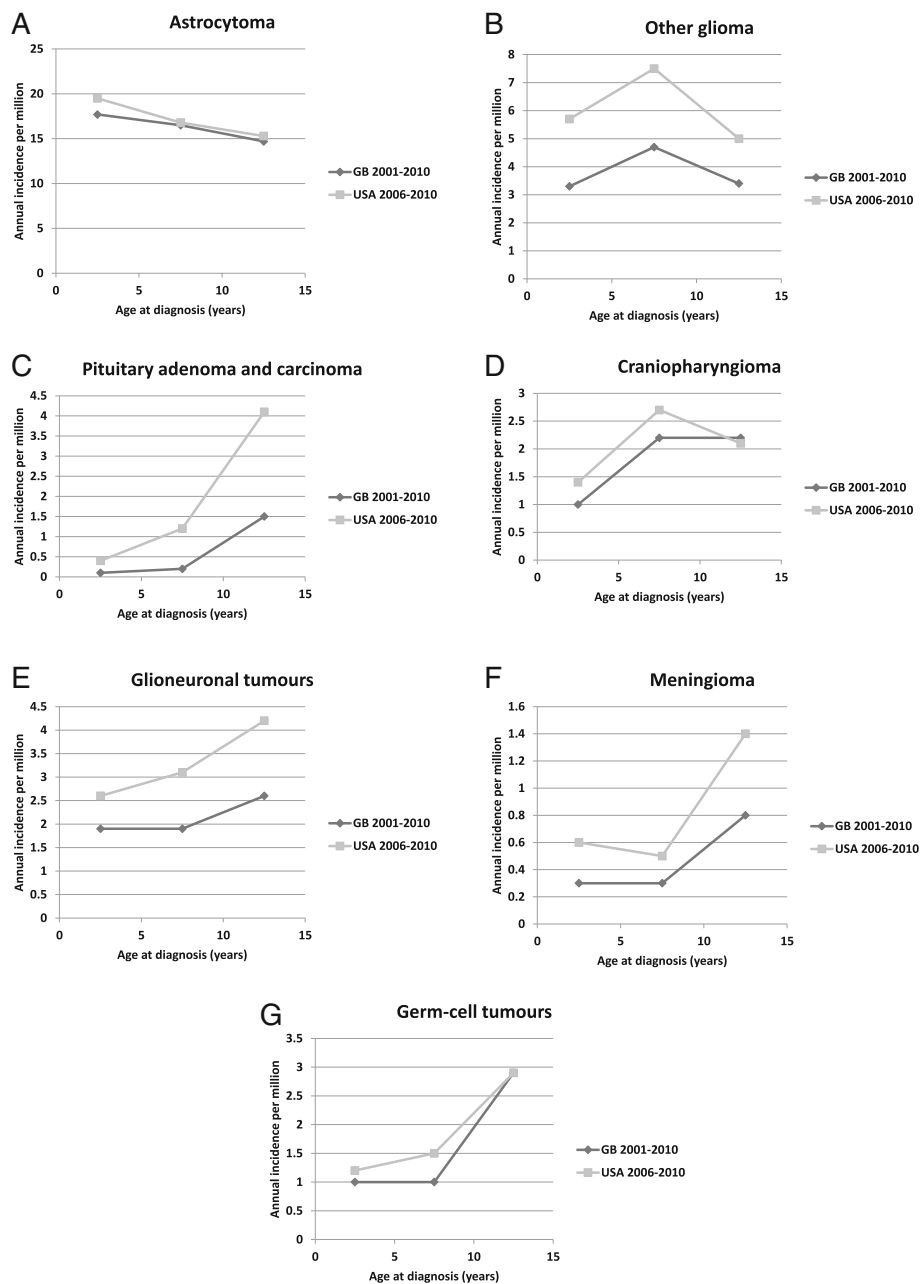 A
Astrocytoma
Annual incidence per million
25
20
15
10
5
0
0 5 10 15
Age at diagnosis (years)
GB 2001-2010
USA 2006-2010
B
Other glioma
Annual incidence per million
8
7
6
5
4
3
2
1
0
0 5 10 15
Age at diagnosis (years)
GB 2001-2010
USA 2006-2010
C
Pituitary adenoma and carcinoma
Annual incidence per million
4.5
4
3.5
3
2.5
2
1.5
1
0.5
0
0 5 10 15
Age at diagnosis (years)
GB 2001-2010
USA 2006-2010
D
Craniopharyngioma
Annual incidence per million
3
2.5
2
1.5
1
0.5
0
0 5 10 15
Age at diagnosis (years)
GB 2001-2010
USA 2006-2010
E
Glioneuronal tumours
Annual incidence per million
4.5
4
3.5
3
2.5
2
1.5
1
0.5
0
0 5 10 15
Age at diagnosis (years)
GB 2001-2010
USA 2006-2010
F
Meningioma
Annual incidence per million
1.6
1.4
1.2
1
0.8
0.6
0.4
0.2
0
0 5 10 15
Age at diagnosis (years)
GB 2001-2010
USA 2006-2010
G
Germ-cell tumours
Annual incidence per million
3.5
3
2.5
2
1.5
1
0.5
0
0 5 10 15
Age at diagnosis (years)
GB 2001-2010
USA 2006-2010